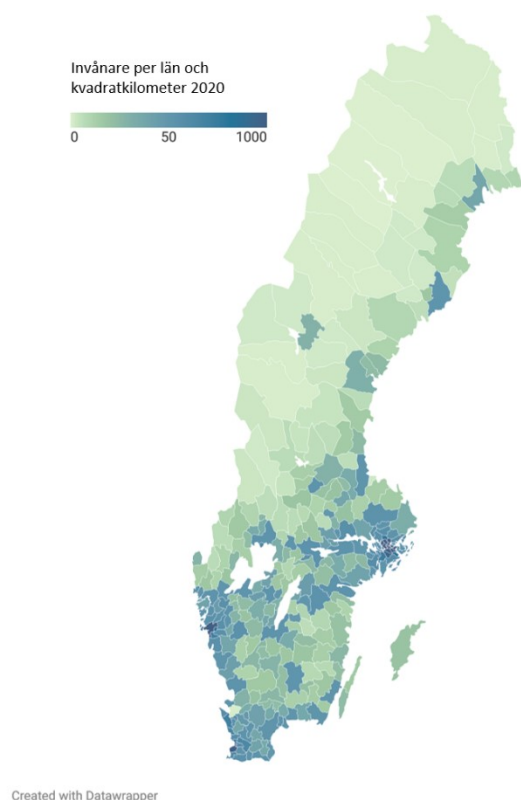 Invånare per län och
kvadratkilometer 2020
0 50 1000
Created with Datawrapper